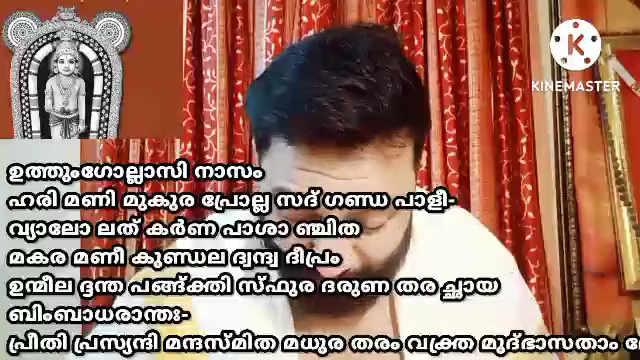 KINEMASTER
ഉത്തുംഗോല്ലാസി നാസം
ഹരി മണി മുകുര പ്രോല്ല സദ് ഗണ്ഡ പാളീ-
വ്യാലോ ലത് കർണ പാശാ ഞ്ചിത
മകര മണീ കുണ്ഡല ദ്വന്ദ്വ ദീപ്രം
ഉന്മീല ദ്ദന്ത പങ്ങ്ക്തി സ്ഫുര ദരുണ തര ച്ഛായ
ബിംബാധരാന്തഃ-
പ്രീതി പ്രസ്യന്ദി മന്ദസ്മിത മധുര തരം വക്ത്ര മുദ്ഭാസതാം